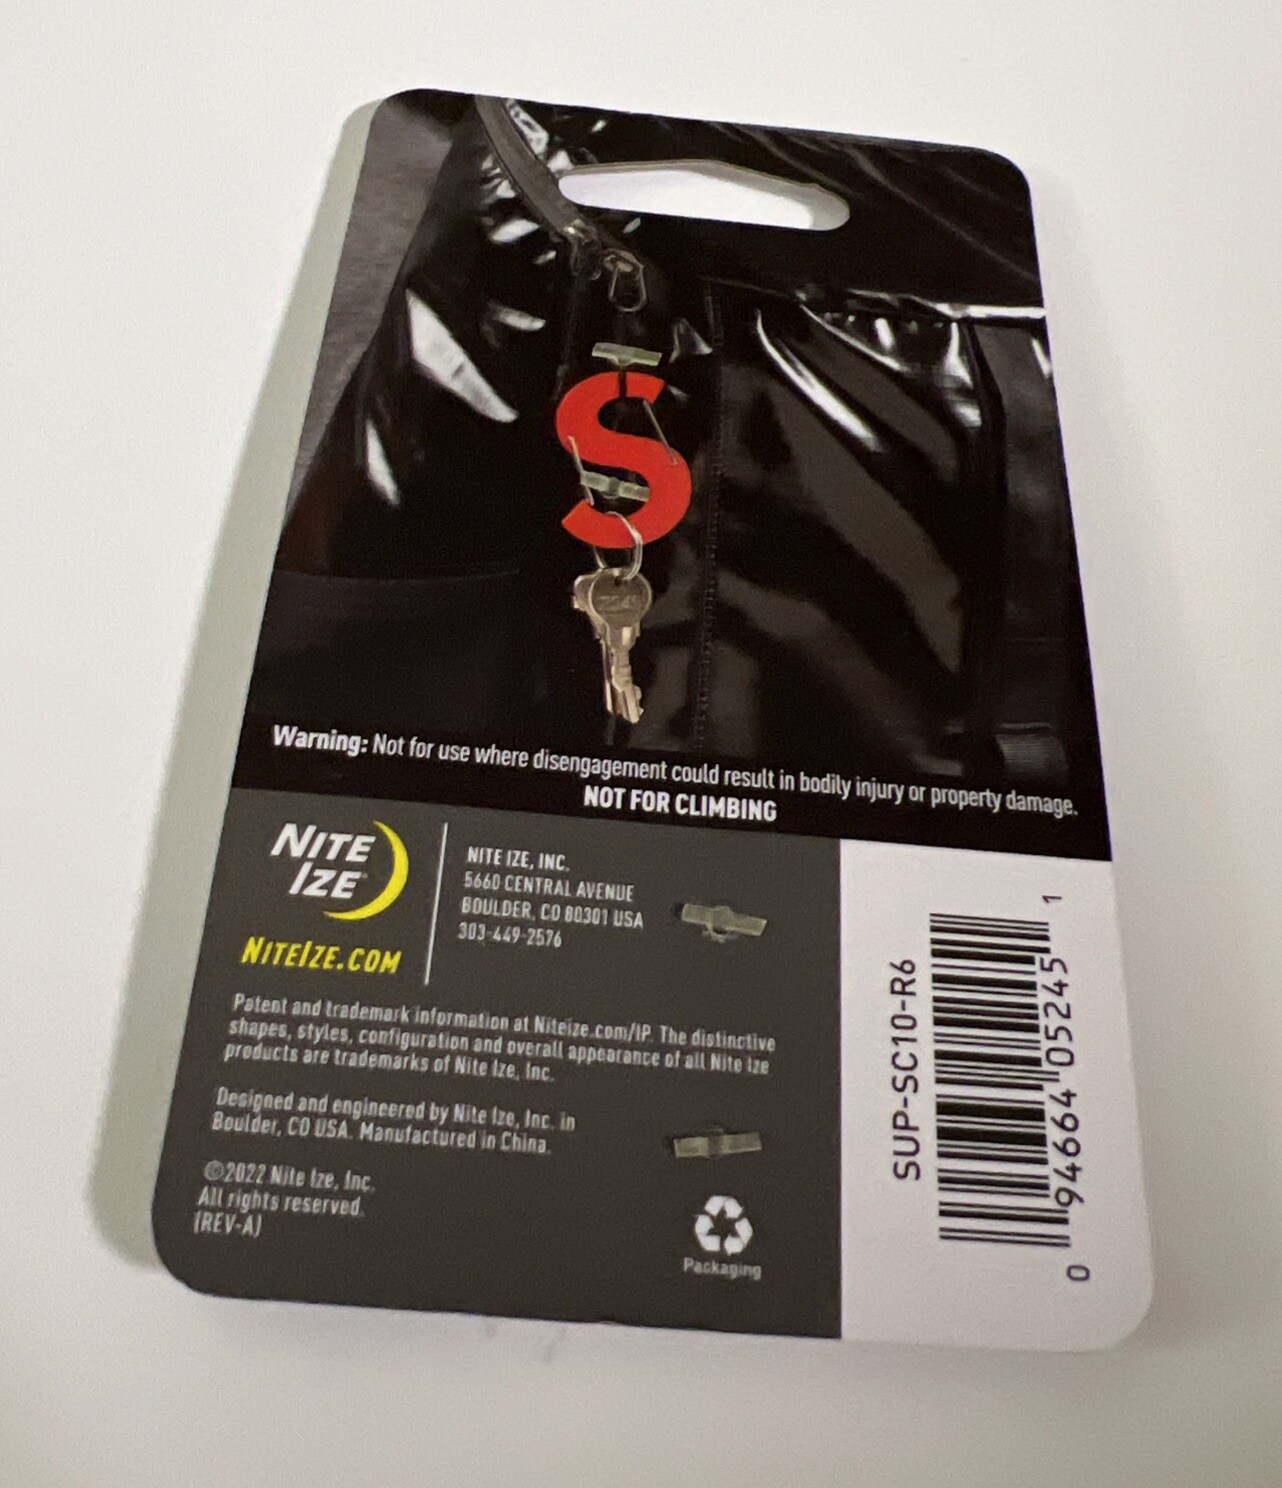 S
Warning: Not for use where disengagement could result in bodily injury or property damage.
NOT FOR CLIMBING
NITE
IZE
NITEIZE.COM
NITE IZE, INC.
5660 CENTRAL AVENUE
BOULDER, CO 80301 USA
303-449-2576
Patent and trademark information at Niteize.com/IP. The distinctive
shapes, styles, configuration and overall appearance of all Nite Ize
products are trademarks of Nite Ize, Inc.
Designed and engineered by Nite Ize, Inc. in
Boulder, CO USA. Manufactured in China.
©2022 Nite Ize, Inc.
All rights reserved.
(REV-A)
Packaging
SUP-SC10-R6
0 94664 05245 1